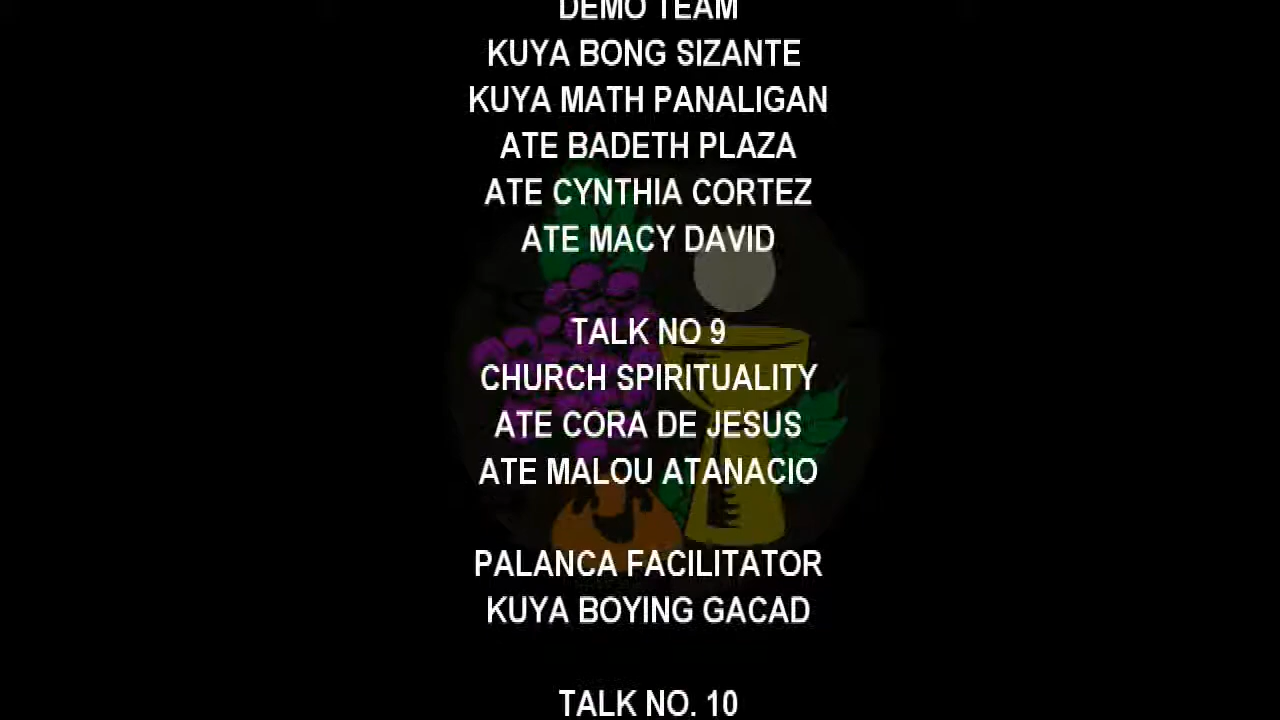 DEMO TEAM
KUYA BONG SIZANTE
KUYA MATH PANALIGAN
ATE BADETH PLAZA
ATE CYNTHIA CORTEZ
ATE MACY DAVID
TALK NO 9
CHURCH SPIRITUALITY
ATE CORA DE JESUS
ATE MALOU ATANACIO
PALANCA FACILITATOR
KUYA BOYING GACAD
TALK NO. 10